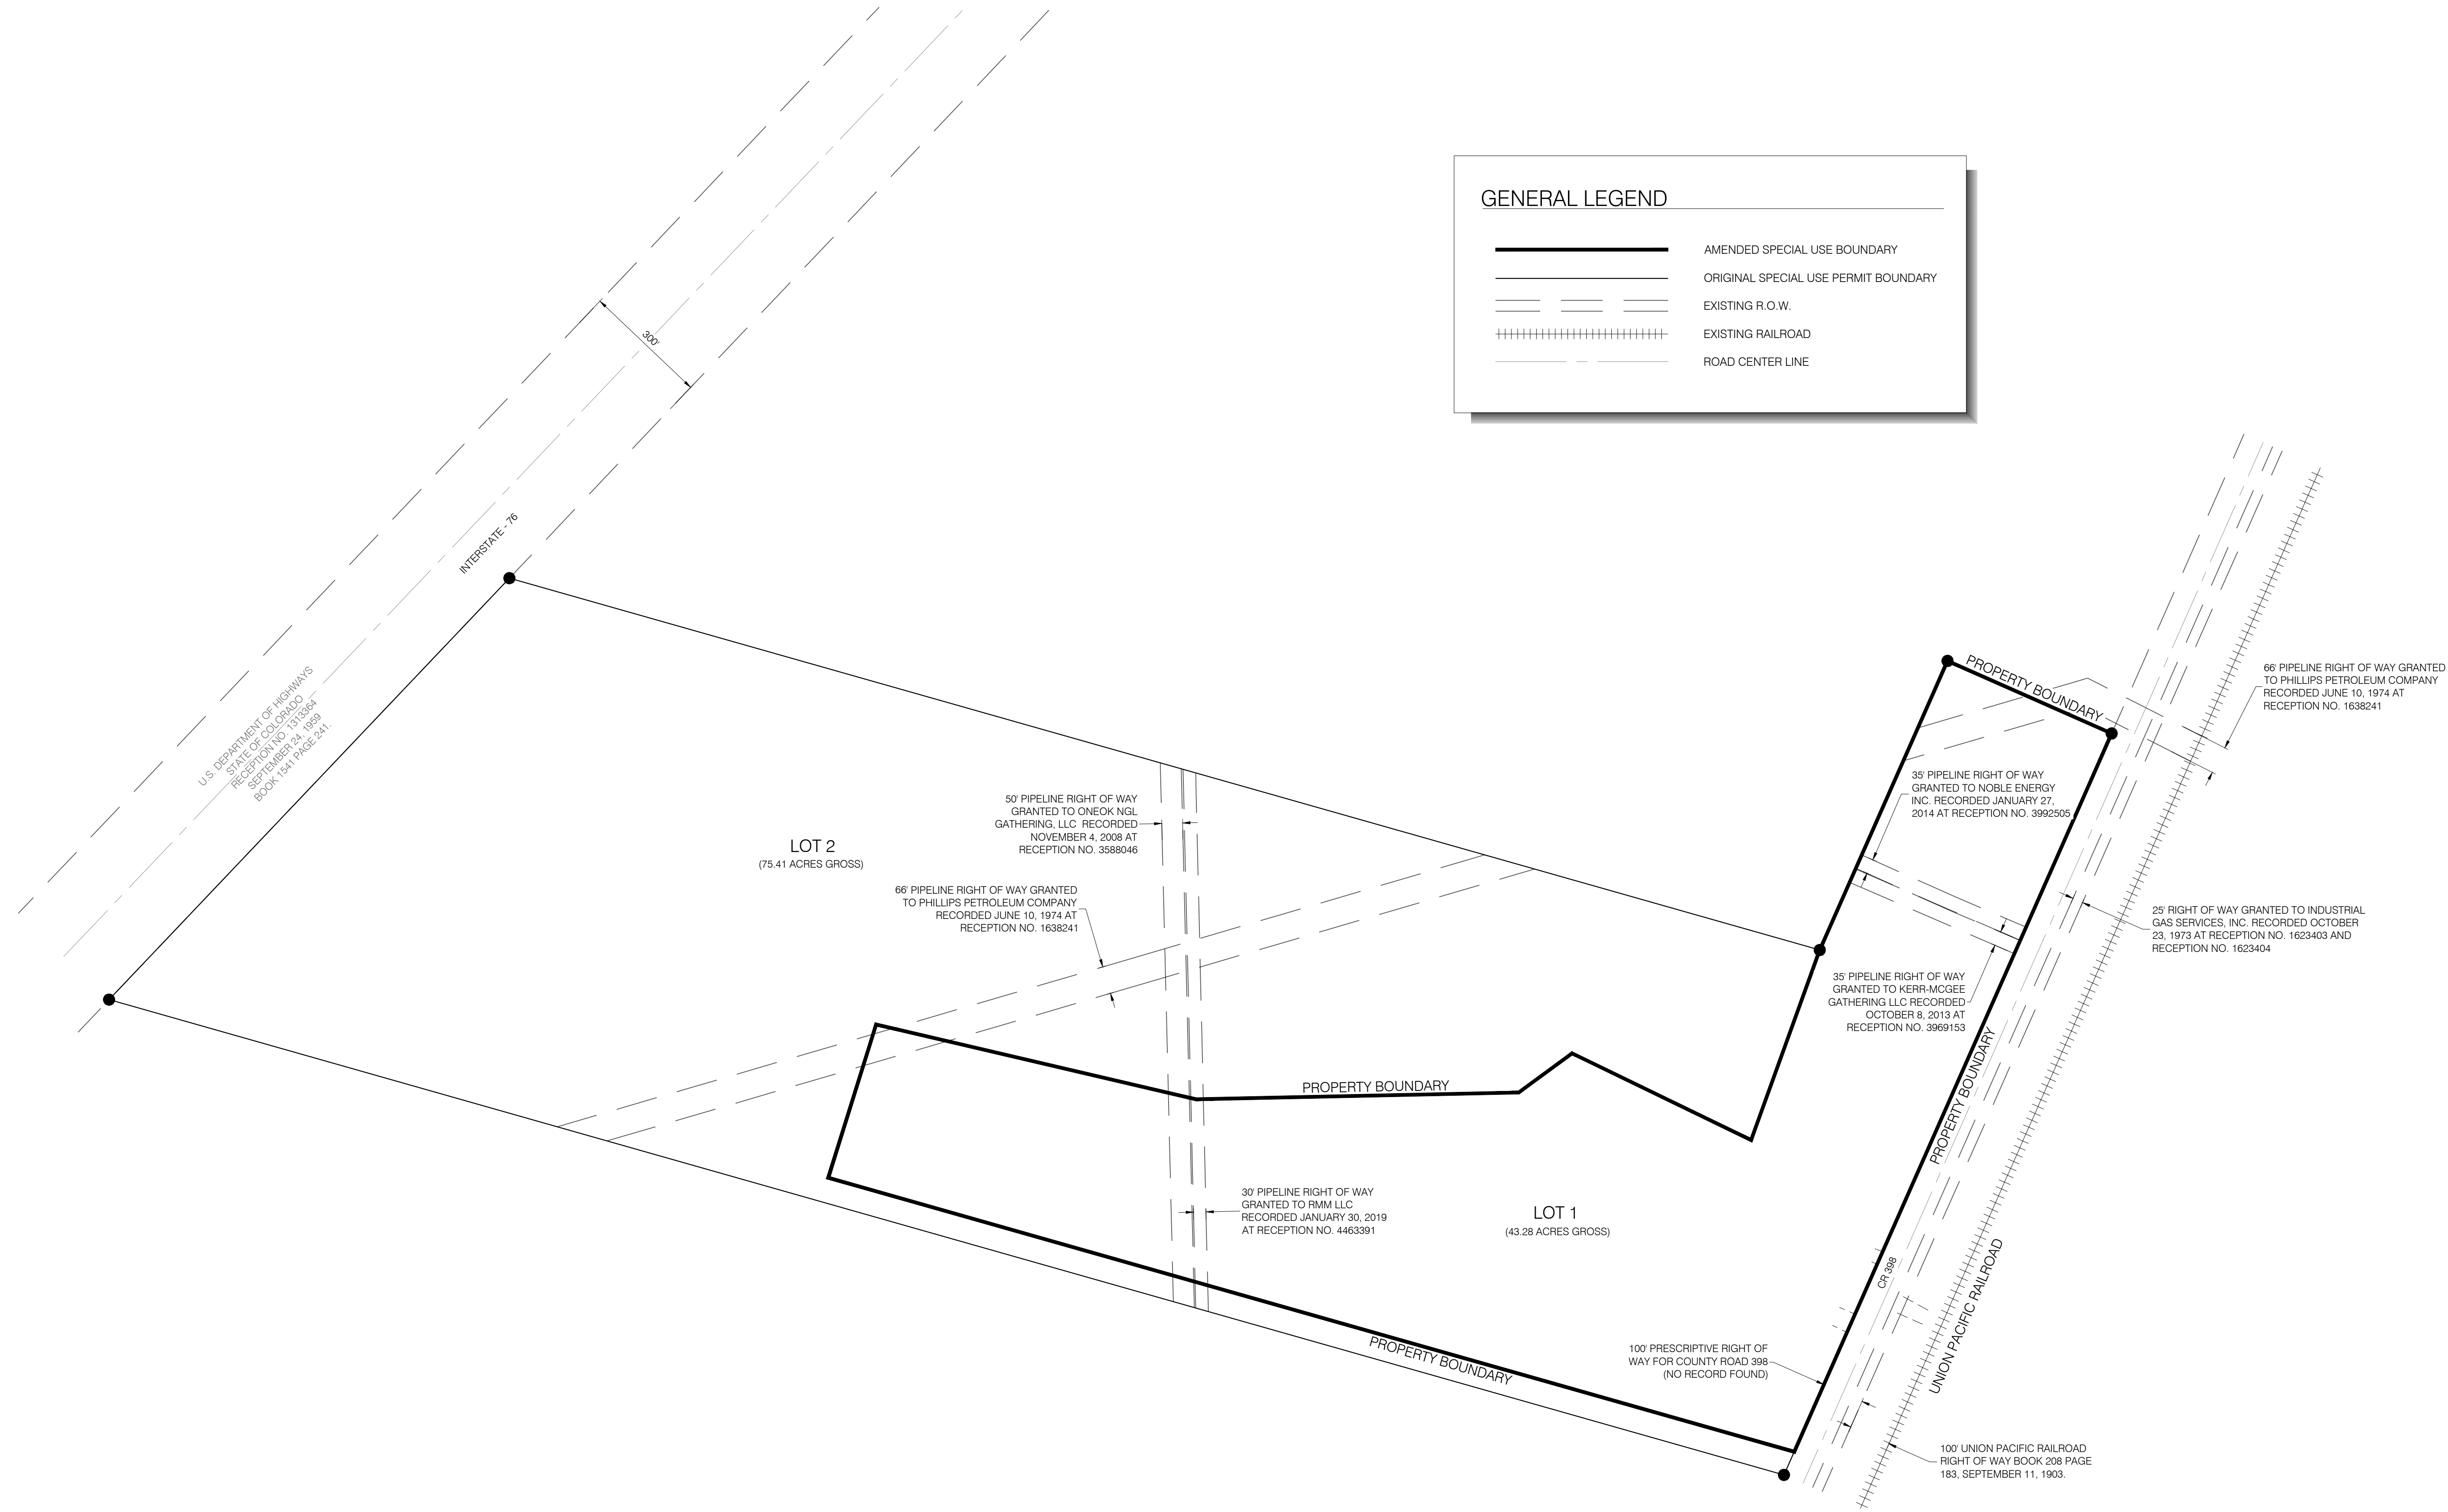 GENERAL LEGEND
AMENDED SPECIAL USE BOUNDARY
ORIGINAL SPECIAL USE PERMIT BOUNDARY
EXISTING R.O.W.
EXISTING RAILROAD
ROAD CENTER LINE
300'
INTERSTATE - 76
U.S. DEPARTMENT OF HIGHWAYS
STATE OF COLORADO
RECEPTION NO. 1313364
SEPTEMBER 24, 1959
BOOK 1541 PAGE 241.
PROPERTY BOUNDARY
66' PIPELINE RIGHT OF WAY GRANTED
TO PHILLIPS PETROLEUM COMPANY
RECORDED JUNE 10, 1974 AT
RECEPTION NO. 1638241
35' PIPELINE RIGHT OF WAY
GRANTED TO NOBLE ENERGY
INC. RECORDED JANUARY 27,
2014 AT RECEPTION NO. 3992505
50' PIPELINE RIGHT OF WAY
GRANTED TO ONEOK NGL
GATHERING, LLC RECORDED
NOVEMBER 4, 2008 AT
RECEPTION NO. 3588046
LOT 2
(75.41 ACRES GROSS)
66' PIPELINE RIGHT OF WAY GRANTED
TO PHILLIPS PETROLEUM COMPANY
RECORDED JUNE 10, 1974 AT
RECEPTION NO. 1638241
25' RIGHT OF WAY GRANTED TO INDUSTRIAL
GAS SERVICES, INC. RECORDED OCTOBER
23, 1973 AT RECEPTION NO. 1623403 AND
RECEPTION NO. 1623404
35' PIPELINE RIGHT OF WAY
GRANTED TO KERR-MCGEE
GATHERING LLC RECORDED
OCTOBER 8, 2013 AT
RECEPTION NO. 3969153
PROPERTY BOUNDARY
PROPERTY BOUNDARY
30' PIPELINE RIGHT OF WAY
GRANTED TO RMM LLC
RECORDED JANUARY 30, 2019
AT RECEPTION NO. 4463391
LOT 1
(43.28 ACRES GROSS)
CR 398
UNION PACIFIC RAILROAD
PROPERTY BOUNDARY
100' PRESCRIPTIVE RIGHT OF
WAY FOR COUNTY ROAD 398
(NO RECORD FOUND)
100' UNION PACIFIC RAILROAD
RIGHT OF WAY BOOK 208 PAGE
183, SEPTEMBER 11, 1903.